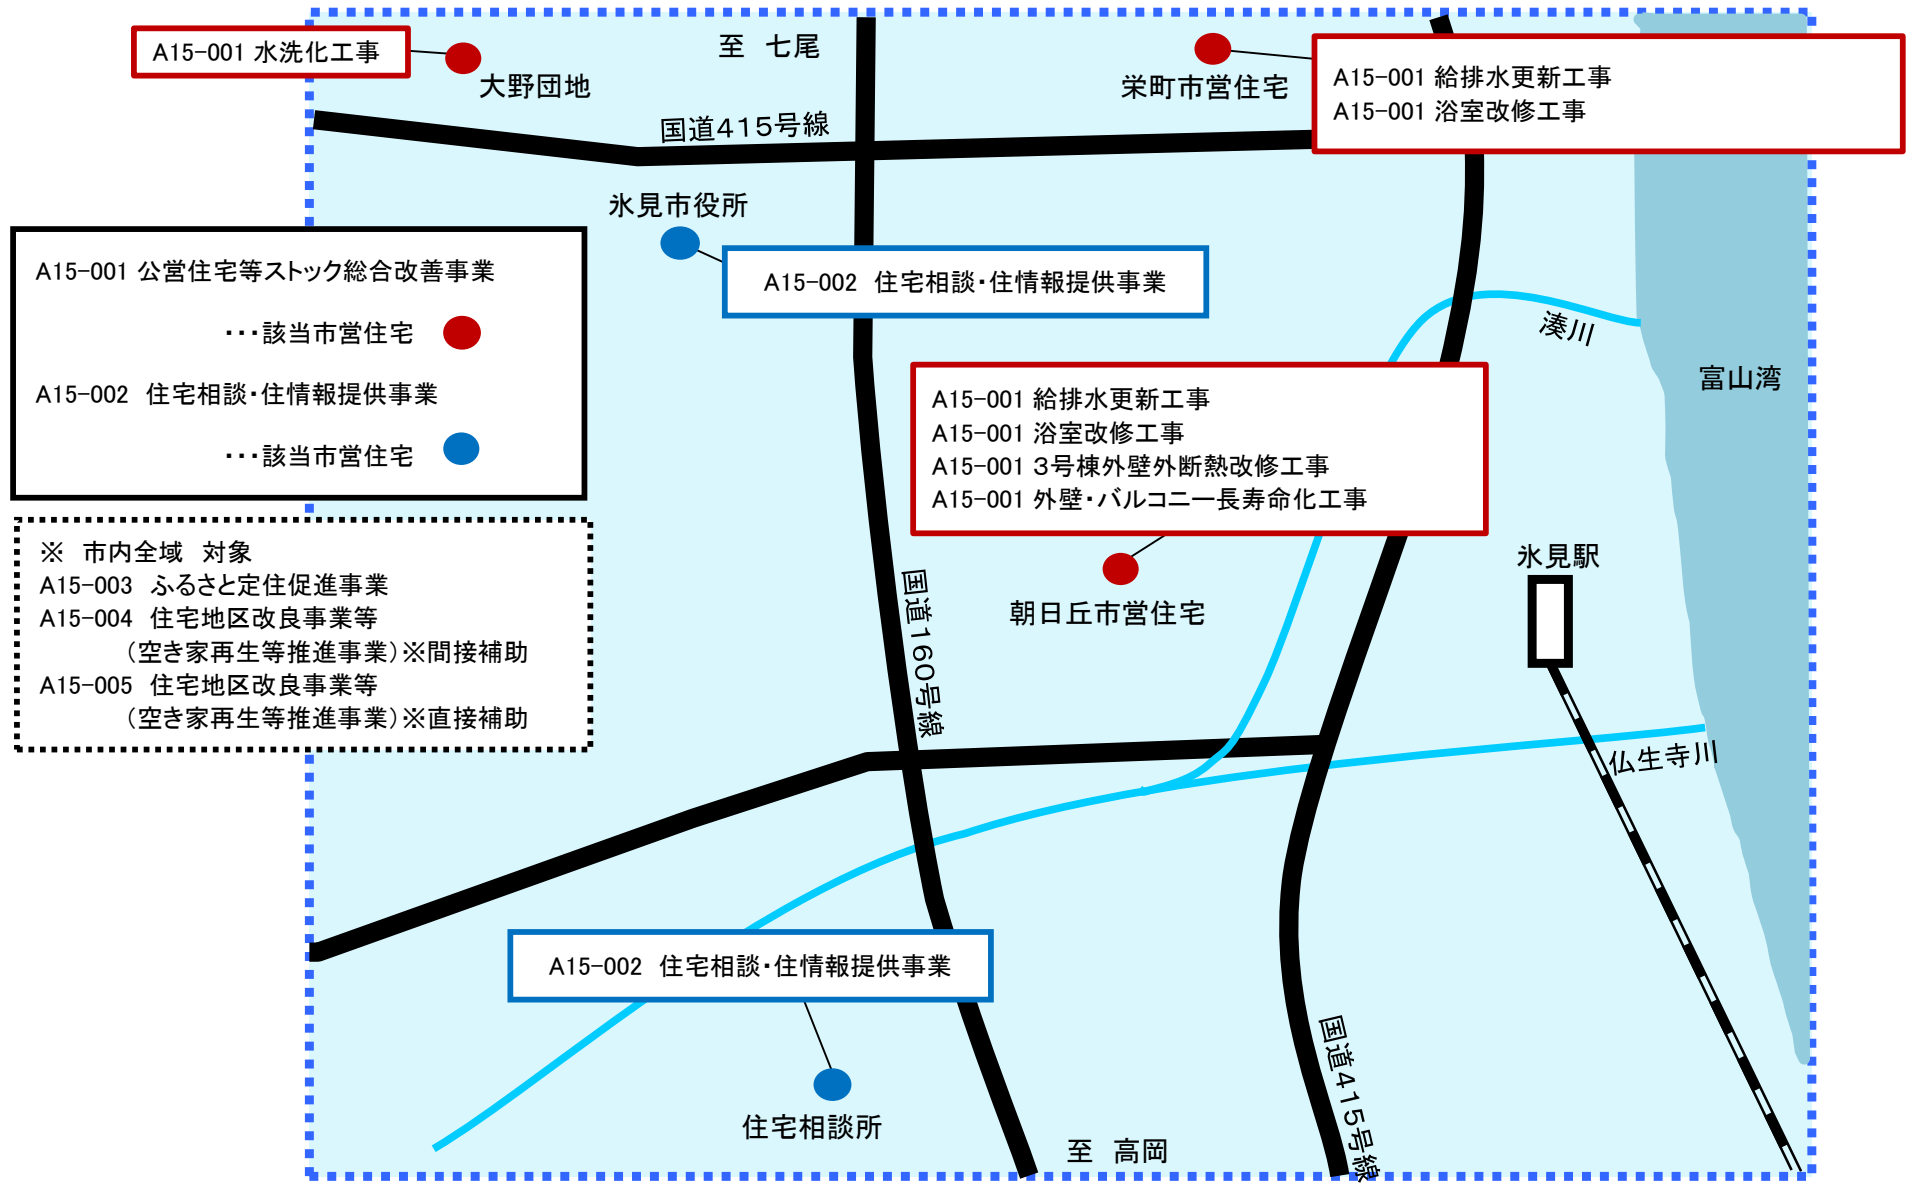 A15-001 水洗化工事
大野団地
至 七尾
栄町市営住宅
A15-001 給排水更新工事
A15-001 浴室改修工事
国道415号線
氷見市役所
A15-002 住宅相談・住情報提供事業
A15-001 公営住宅等ストック総合改善事業
・・・該当市営住宅
A15-002 住宅相談・住情報提供事業
・・・該当市営住宅
湊川
富山湾
A15-001 給排水更新工事
A15-001 浴室改修工事
A15-001 3号棟外壁外断熱改修工事
A15-001 外壁・バルコニー長寿命化工事
朝日丘市営住宅
氷見駅
※ 市内全域 対象
A15-003 ふるさと定住促進事業
A15-004 住宅地区改良事業等
（空き家再生等推進事業）※間接補助
A15-005 住宅地区改良事業等
（空き家再生等推進事業）※直接補助
国道160号線
仏生寺川
A15-002 住宅相談・住情報提供事業
住宅相談所
至 高岡
国道415号線